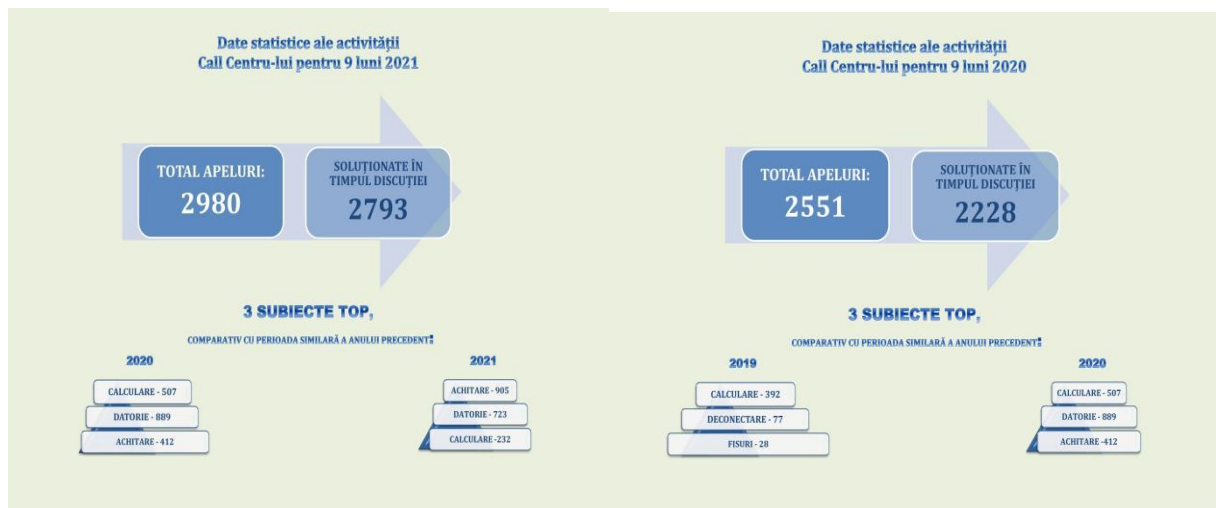 Date statistice ale activității
Call Centru-lui pentru 9 luni 2021
TOTAL APELURI:
2980
SOLUȚIONATE ÎN
TIMPUL DISCUȚIEI
2793
3 SUBIECTE TOP,
COMPARATIV CU PERIOADA SIMILARĂ A ANULUI PRECEDENT:
2020
CALCULARE - 507
DATORIE - 889
ACHITARE - 412
2021
ACHITARE - 905
DATORIE - 723
CALCULARE -232
Date statistice ale activității
Call Centru-lui pentru 9 luni 2020
TOTAL APELURI:
2551
SOLUȚIONATE ÎN
TIMPUL DISCUȚIEI
2228
3 SUBIECTE TOP,
COMPARATIV CU PERIOADA SIMILARĂ A ANULUI PRECEDENT:
2019
CALCULARE - 392
DECONECTARE - 77
FISURI - 28
2020
CALCULARE - 507
DATORIE - 889
ACHITARE -412